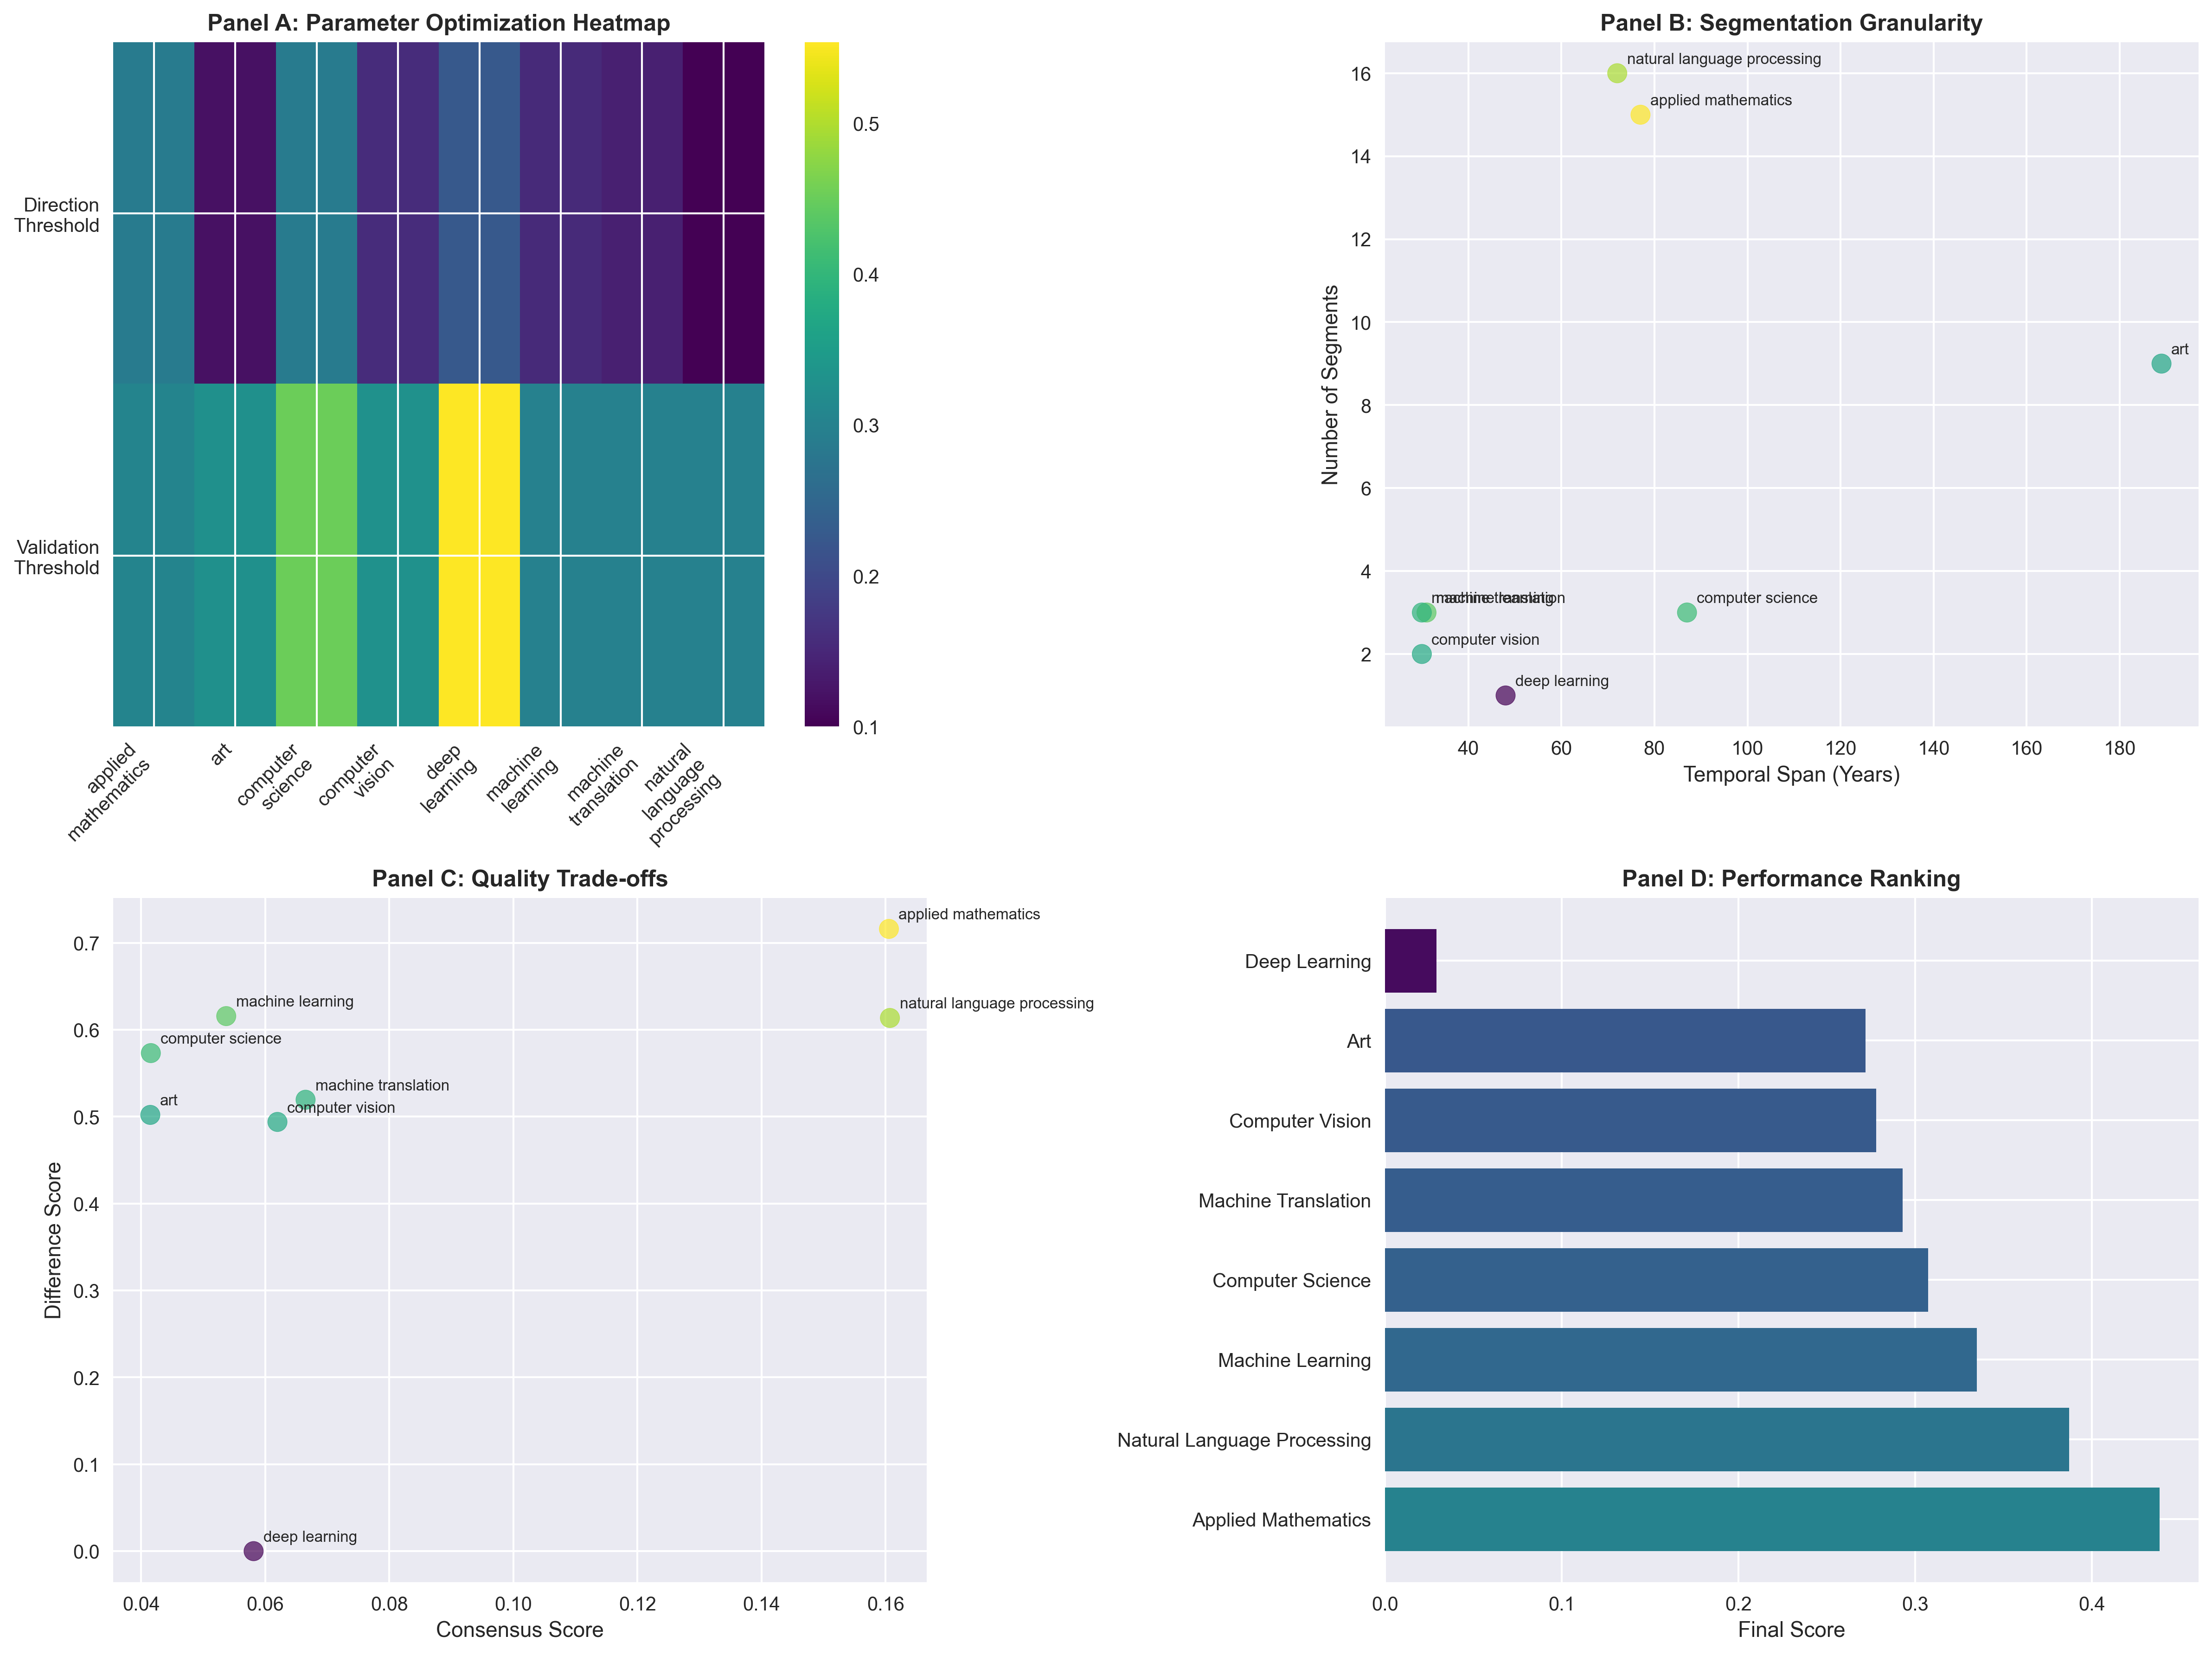 Panel A: Parameter Optimization Heatmap
Direction
Threshold
Validation
Threshold
applied
mathematics
art
computer
science
computer
vision
deep
learning
machine
learning
machine
translation
natural
language
processing
0.5
0.4
0.3
0.2
0.1
Panel B: Segmentation Granularity
Number of Segments
16
14
12
10
8
6
4
2
natural language processing
applied mathematics
art
machine translation
computer science
computer vision
deep learning
40
60
80
100
120
140
160
180
Temporal Span (Years)
Panel C: Quality Trade-offs
Difference Score
0.7
0.6
0.5
0.4
0.3
0.2
0.1
0.0
applied mathematics
natural language processing
machine learning
computer science
machine translation
computer vision
art
deep learning
0.04
0.06
0.08
0.10
0.12
0.14
0.16
Consensus Score
Panel D: Performance Ranking
Deep Learning
Art
Computer Vision
Machine Translation
Computer Science
Machine Learning
Natural Language Processing
Applied Mathematics
0.0
0.1
0.2
0.3
0.4
Final Score